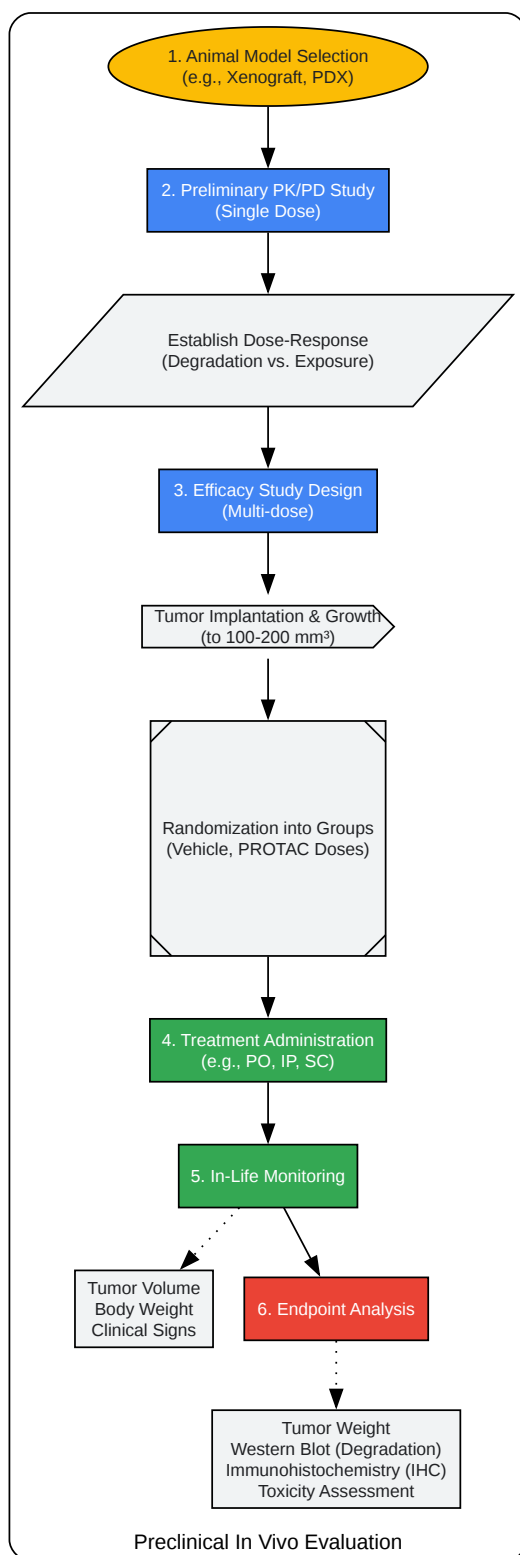 1. Animal Model Selection
(e.g., Xenograft, PDX)
2. Preliminary PK/PD Study
(Single Dose)
Establish Dose-Response
(Degradation vs. Exposure)
3. Efficacy Study Design
(Multi-dose)
Tumor Implantation & Growth
(to 100-200 mm³)
Randomization into Groups
(Vehicle, PROTAC Doses)
4. Treatment Administration
(e.g., PO, IP, SC)
5. In-Life Monitoring
Tumor Volume
Body Weight
Clinical Signs
6. Endpoint Analysis
Tumor Weight
Western Blot (Degradation)
Immunohistochemistry (IHC)
Toxicity Assessment
Preclinical In Vivo Evaluation